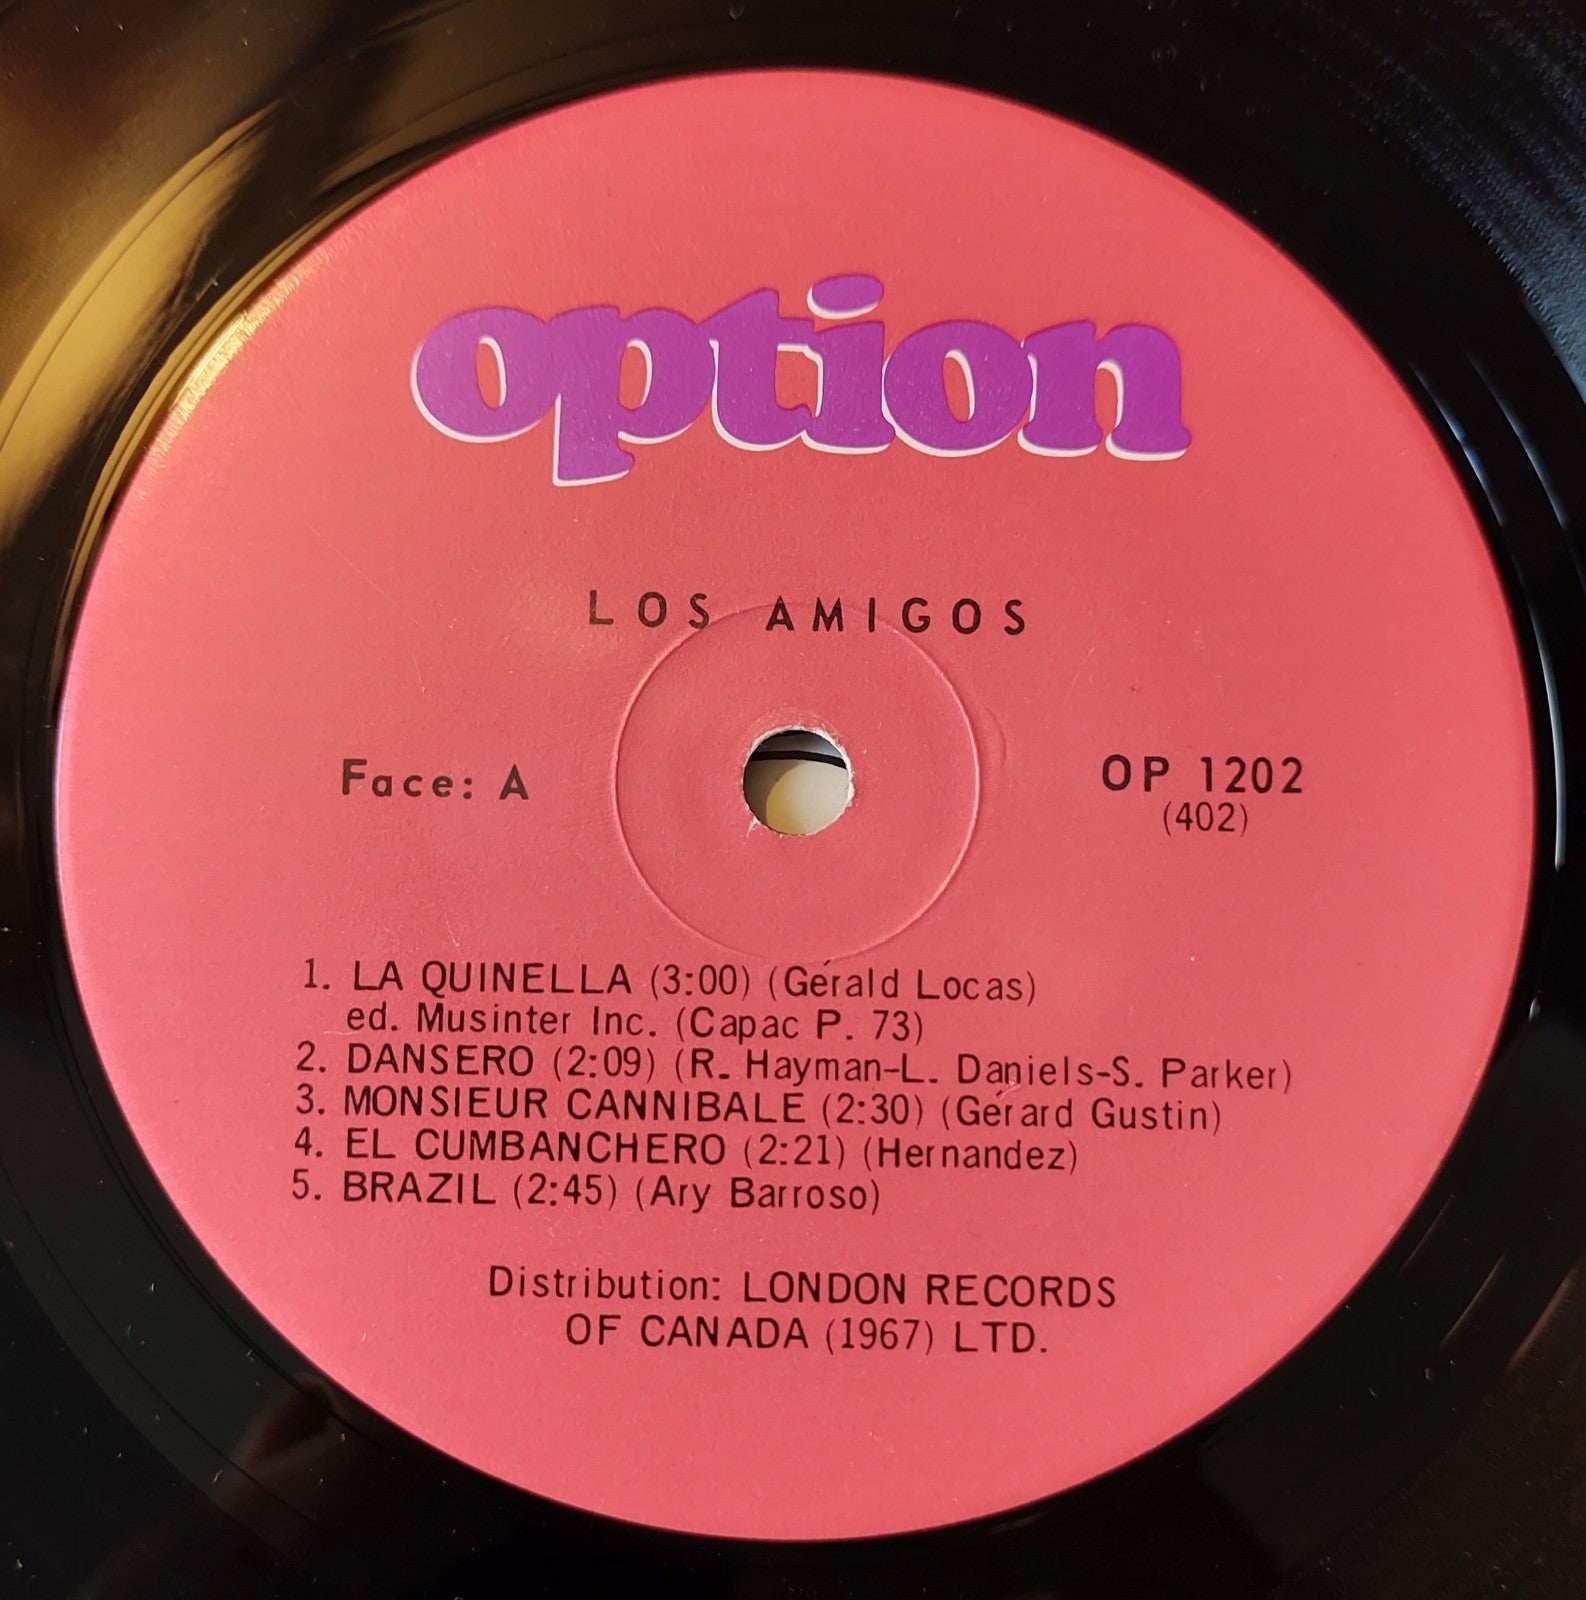 option
LOS AMIGOS
Face: A
OP 1202
(402)
1. LA QUINELLA (3:00) (Gérald Locas)
ed. Musinter Inc. (Capac P. 73)
2. DANSERO (2:09) (R. Hayman-L. Daniels-S. Parker)
3. MONSIEUR CANNIBALE (2:30) (Gérard Gustin)
4. EL CUMBANCHERO (2:21) (Hernandez)
5. BRAZIL (2:45) (Ary Barroso)
Distribution: LONDON RECORDS
OF CANADA (1967) LTD.